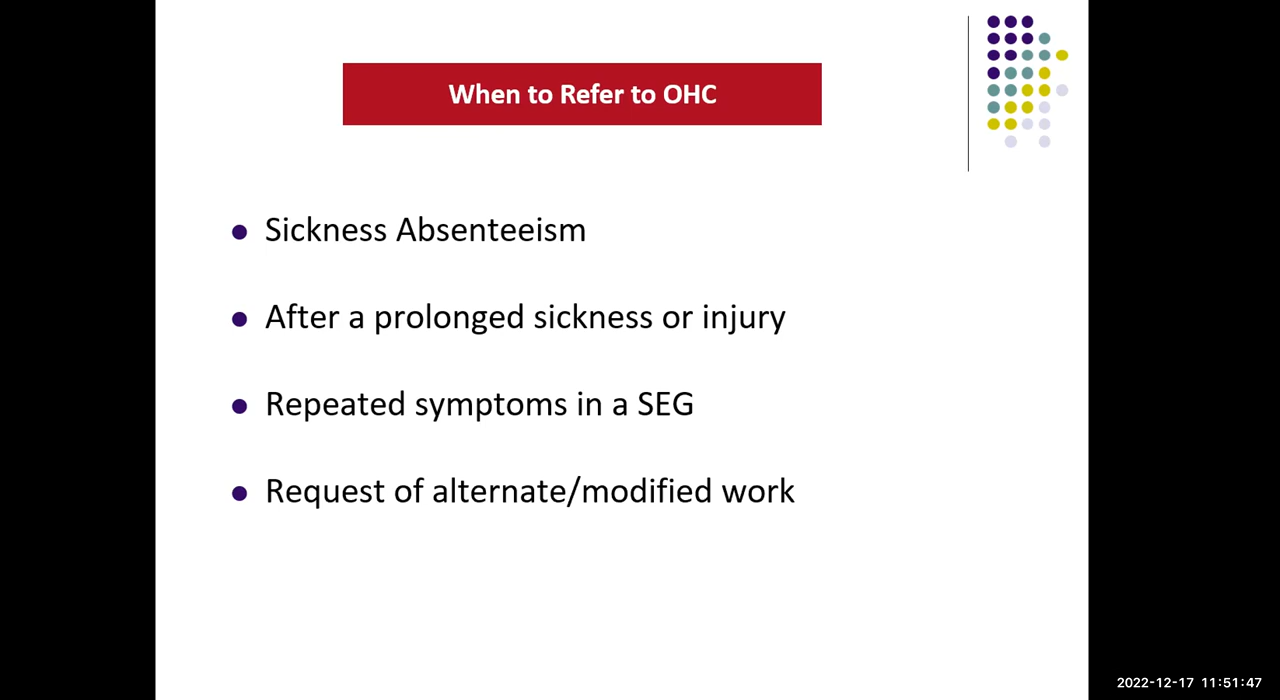 When to Refer to OHC
Sickness Absenteeism
After a prolonged sickness or injury
Repeated symptoms in a SEG
Request of alternate/modified work
2022-12-17 11:51:47